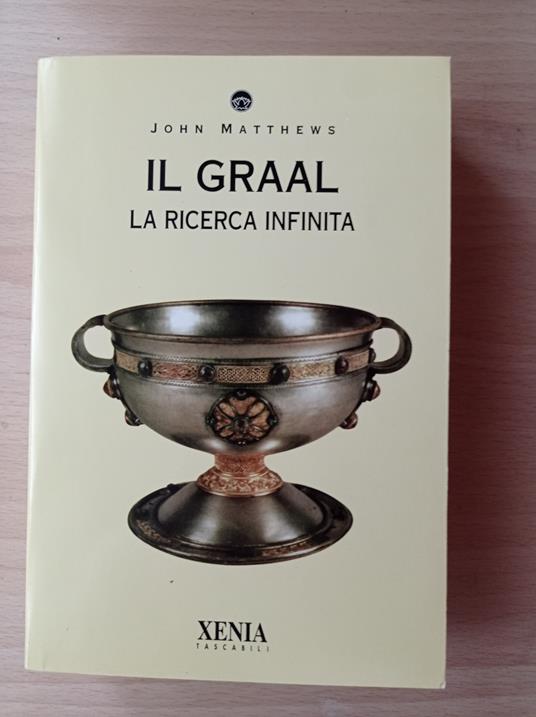 JOHN MATTHEWS
IL GRAAL
LA RICERCA INFINITA
XENIA
TASCABILI